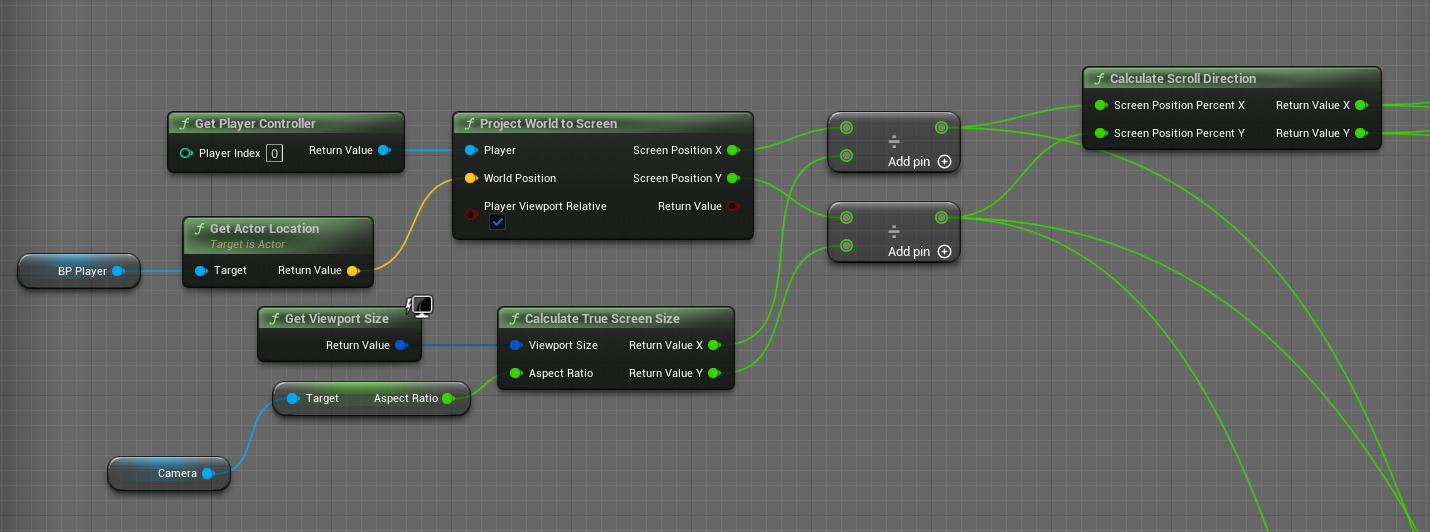 Get Player Controller
Player Index 0 Return Value
Project World to Screen
Player Screen Position X
World Position Screen Position Y
Player Viewport Relative Return Value
÷
Add pin
÷
Add pin
Calculate Scroll Direction
Screen Position Percent X Return Value X
Screen Position Percent Y Return Value Y
Get Actor Location
Target is Actor
Target Return Value
BP Player
Get Viewport Size
Return Value
Calculate True Screen Size
Viewport Size Return Value X
Aspect Ratio Return Value Y
Target Aspect Ratio
Camera